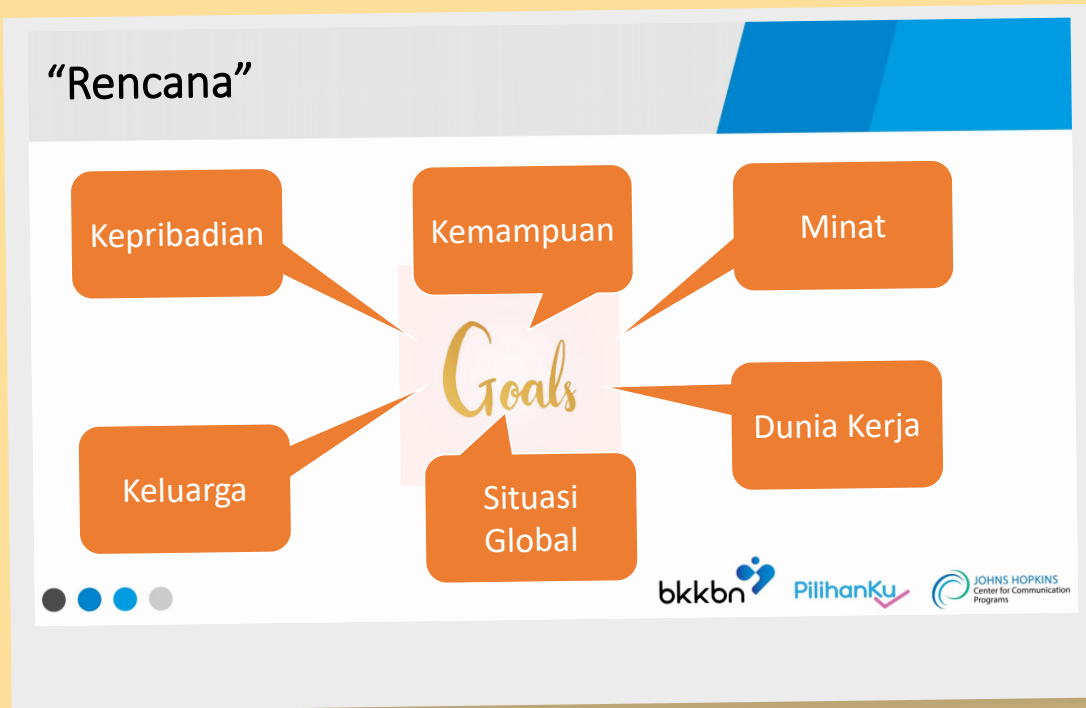 “Rencana”
Kepribadian
Kemampuan
Minat
Goals
Keluarga
Situasi
Global
Dunia Kerja
bkkbn
PilihanKu
JOHNS HOPKINS
Center for Communication
Programs